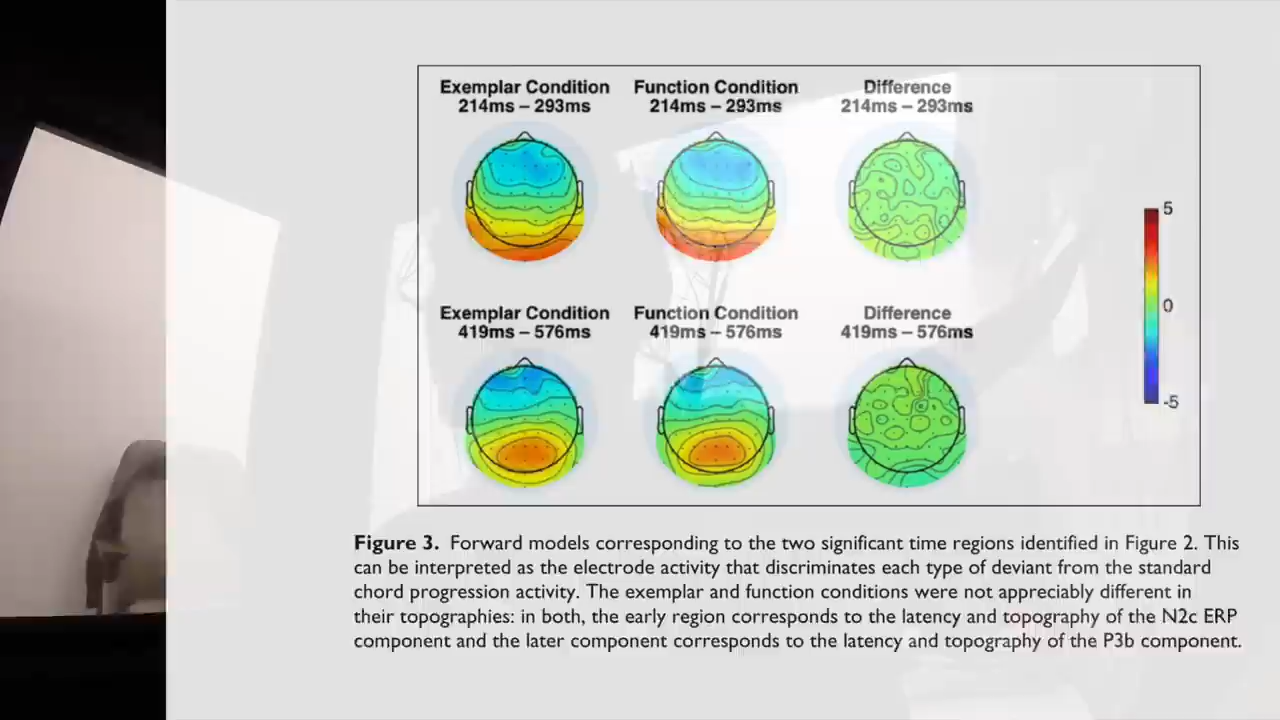 Exemplar Condition Function Condition Difference
214ms – 293ms 214ms – 293ms 214ms – 293ms
5
0
Exemplar Condition Function Condition Difference
419ms – 576ms 419ms – 576ms 419ms – 576ms
-5
Figure 3. Forward models corresponding to the two significant time regions identified in Figure 2. This
can be interpreted as the electrode activity that discriminates each type of deviant from the standard
chord progression activity. The exemplar and function conditions were not appreciably different in
their topographies: in both, the early region corresponds to the latency and topography of the N2c ERP
component and the later component corresponds to the latency and topography of the P3b component.